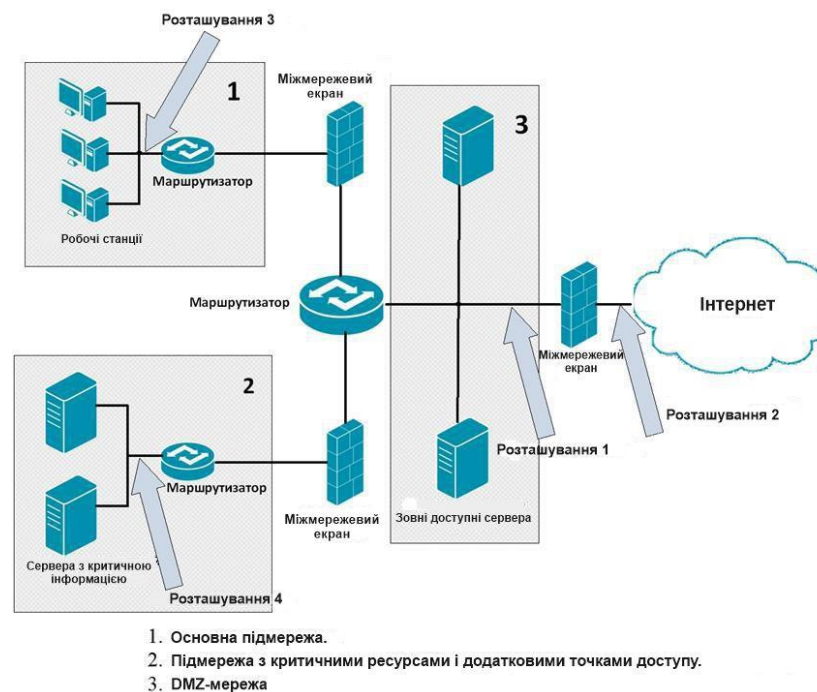 Розташування 3
1
Міжмережевий
екран
3
Маршрутизатор
Робочі станції
Маршрутизатор
Інтернет
Міжмережевий
екран
Розташування 2
2
Розташування 1
Маршрутизатор
Міжмережевий
екран
Зовні доступні сервера
Сервера з критичною
інформацією
Розташування 4
1. Основна підмережа.
2. Підмережа з критичними ресурсами і додатковими точками доступу.
3. DMZ-мережа